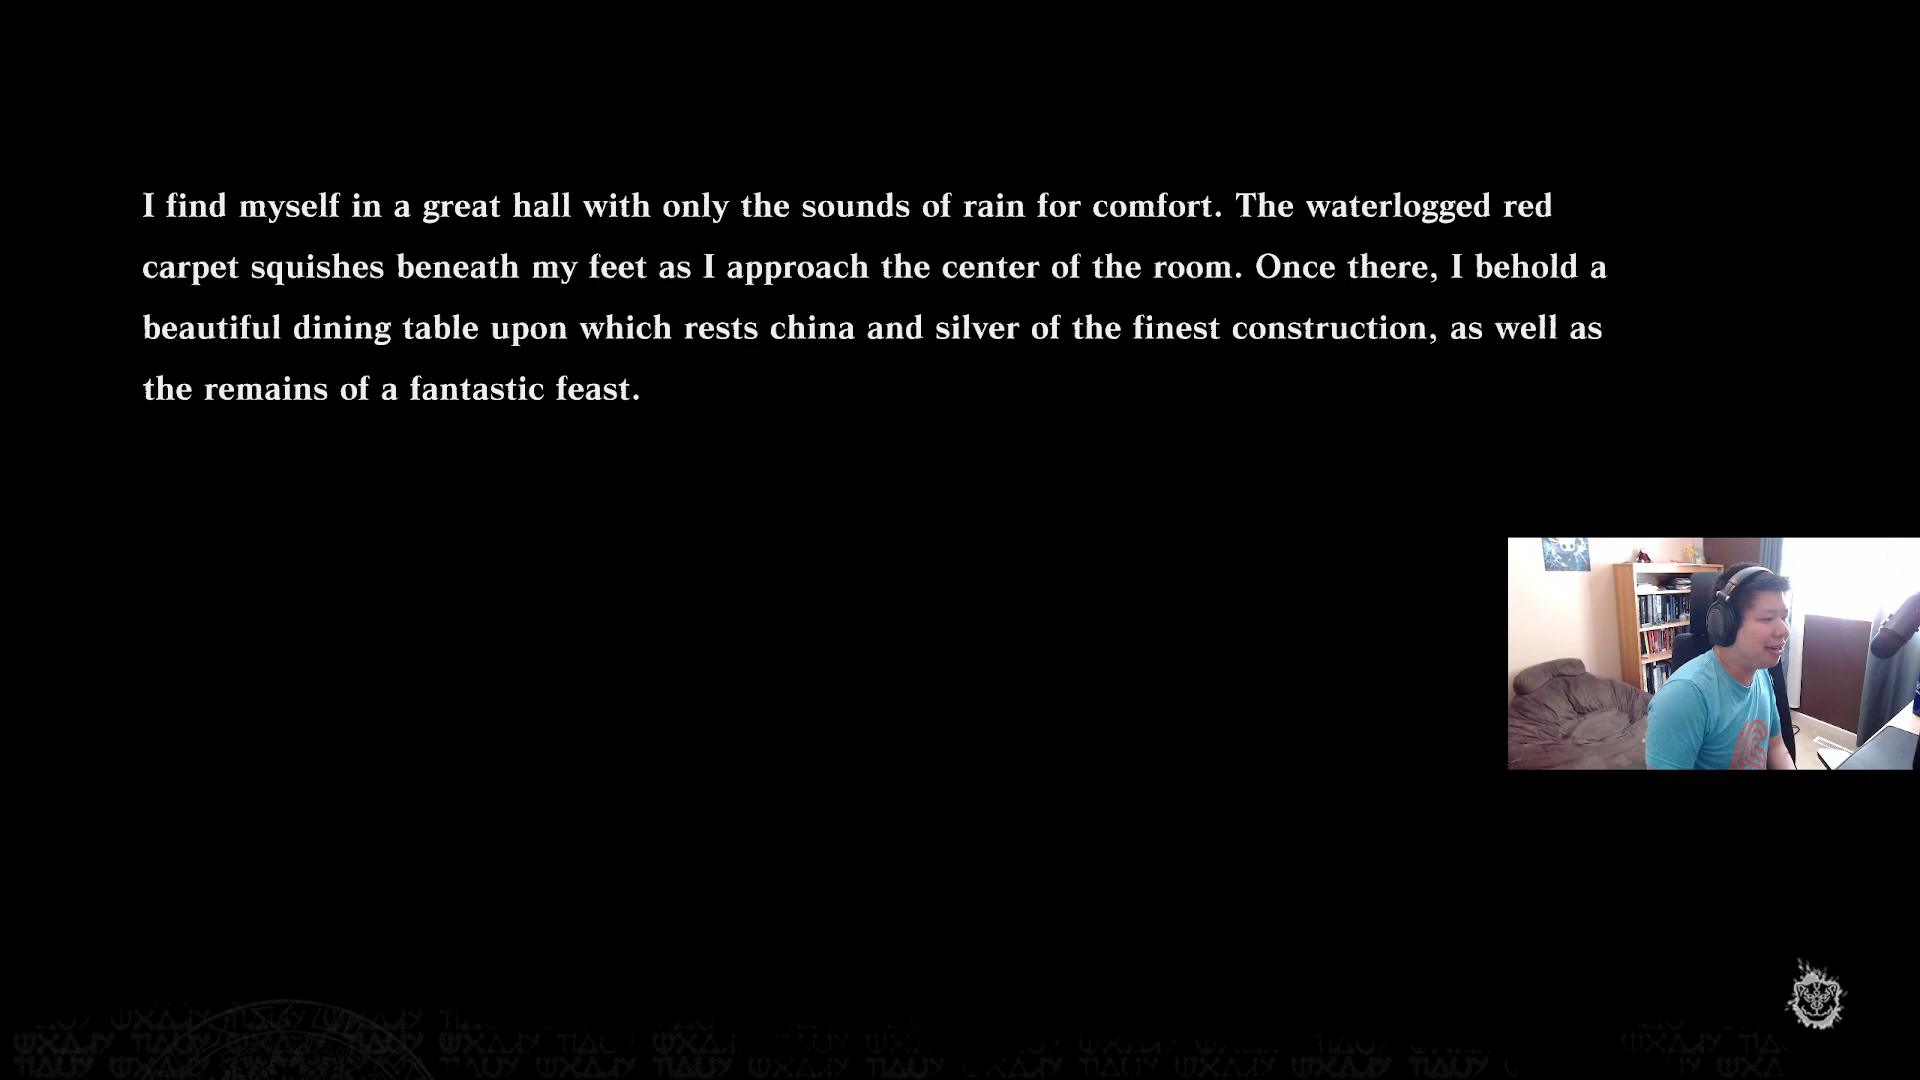 I find myself in a great hall with only the sounds of rain for comfort. The waterlogged red
carpet squishes beneath my feet as I approach the center of the room. Once there, I behold a
beautiful dining table upon which rests china and silver of the finest construction, as well as
the remains of a fantastic feast.